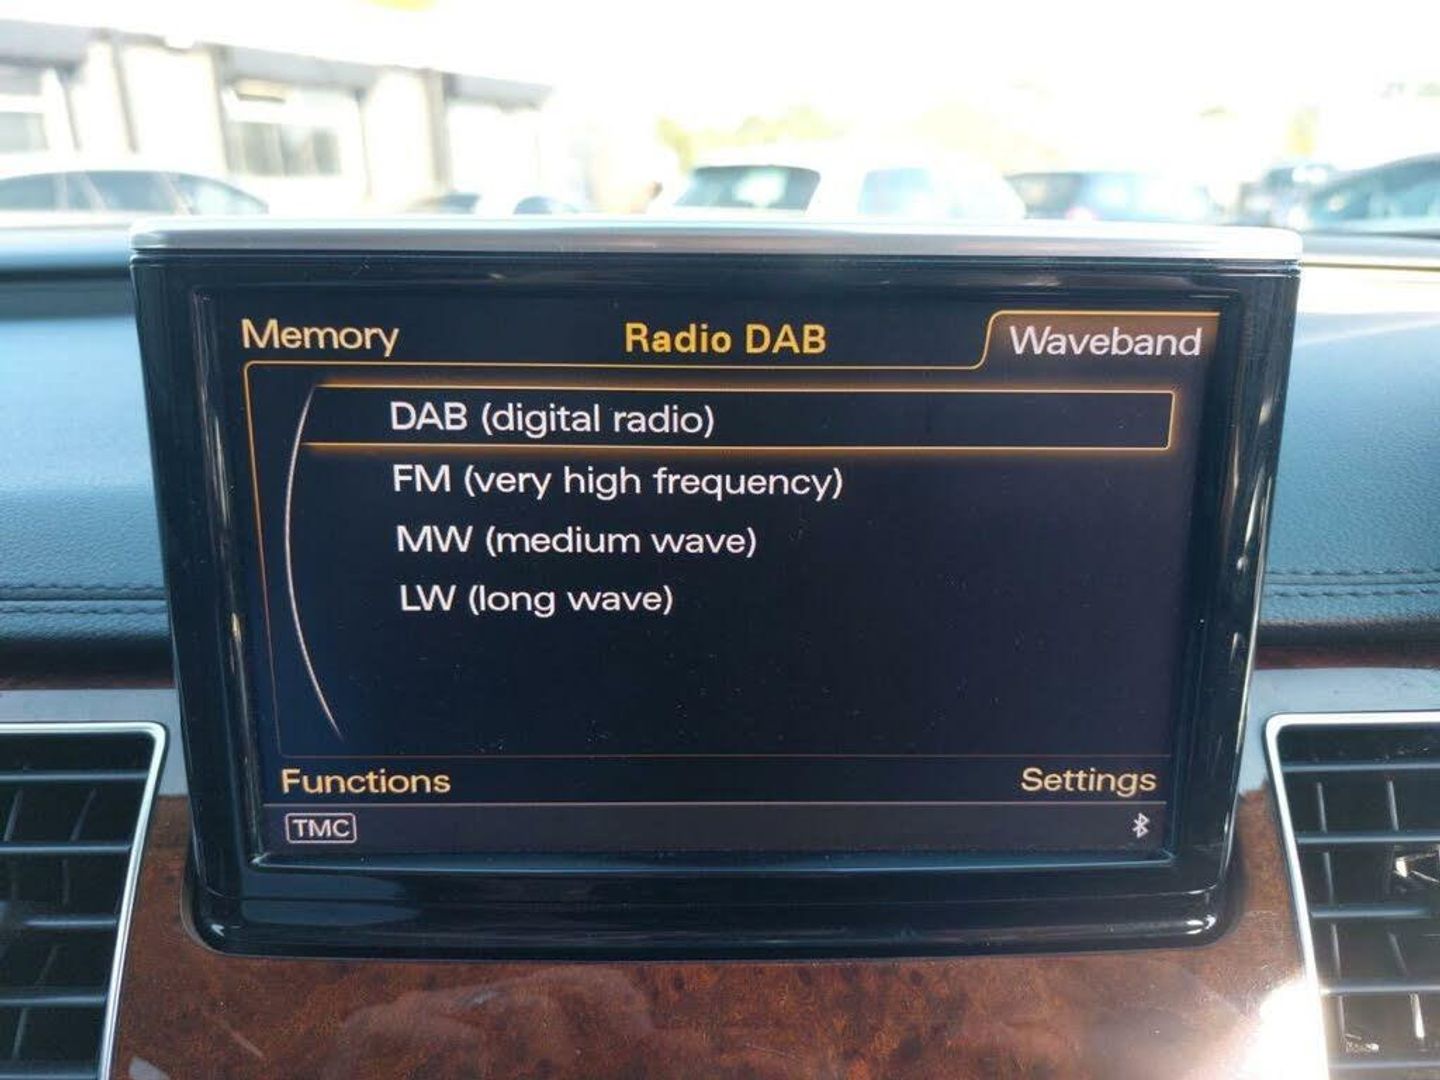 Memory Radio DAB Waveband
DAB (digital radio)
FM (very high frequency)
MW (medium wave)
LW (long wave)
Functions Settings
TMC